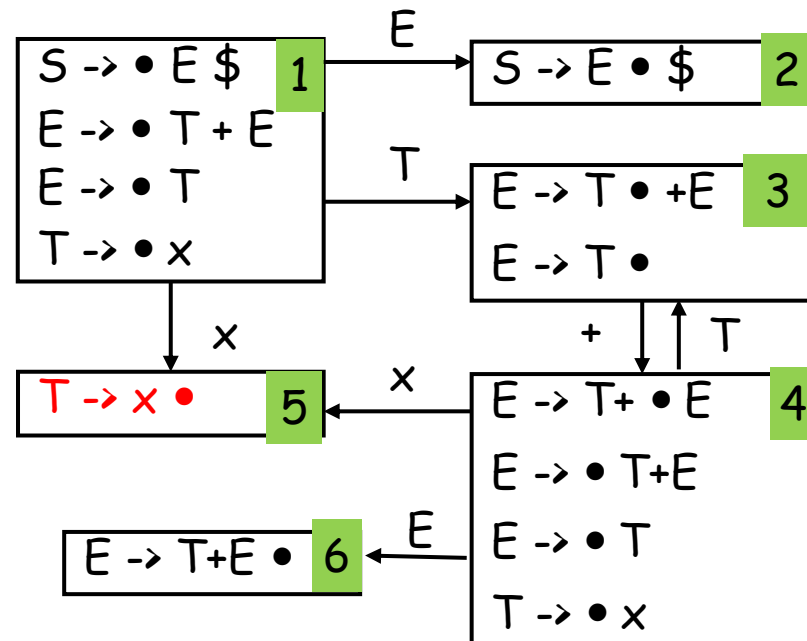 S -> ● E $ 1
E -> ● T + E
E -> ● T
T -> ● x
E
S -> E ● $ 2
T
E -> T ● +E 3
E -> T ●
x
+
T
T -> x ● 5
x
E -> T+ ● E 4
E -> ● T+E
E -> ● T
T -> ● x
E
E -> T+E ● 6